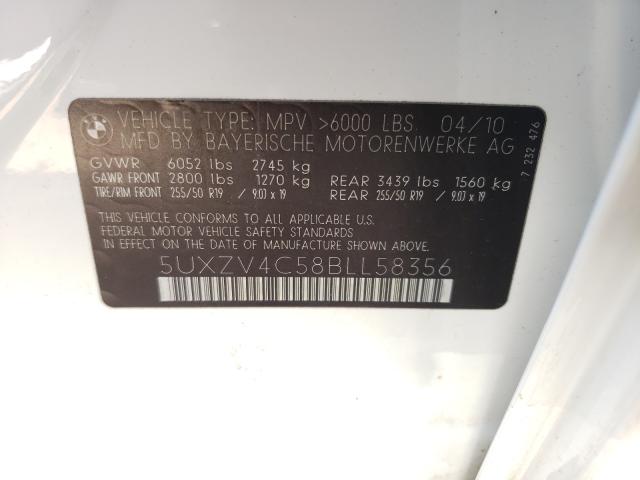 BMW
VEHICLE TYPE: MPV >6000 LBS. 04/10
MFD BY BAYERISCHE MOTORENWERKE AG
GVWR 6052 lbs 2745 kg
GAWR FRONT 2800 lbs 1270 kg REAR 3439 lbs 1560 kg
TIRE/RIM FRONT 255/50 R19 / 9.0J x 19 REAR 255/50 R19 / 9.0J x 19
THIS VEHICLE CONFORMS TO ALL APPLICABLE U.S.
FEDERAL MOTOR VEHICLE SAFETY STANDARDS
IN EFFECT ON THE DATE OF MANUFACTURE.
5UXZV4C58BLL58356
7 232 476